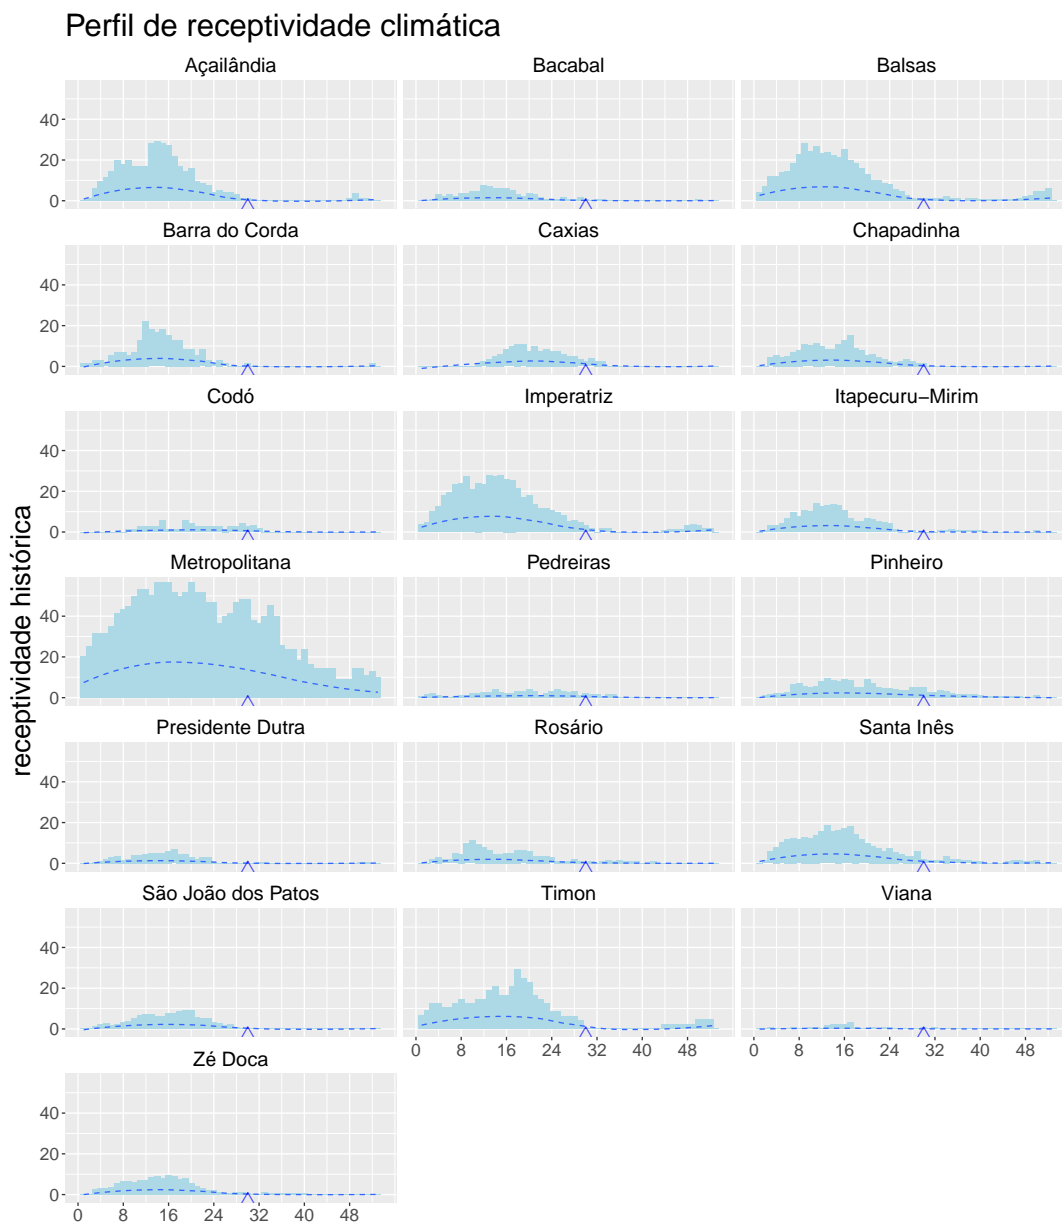 Perfil de receptividade climática
Açailândia Bacabal Balsas
40
20
0
Barra do Corda Caxias Chapadinha
40
20
0
Codó Imperatriz Itapecuru−Mirim
40
20
0
receptividade histórica
Metropolitana Pedreiras Pinheiro
40
20
0
Presidente Dutra Rosário Santa Inês
40
20
0
São João dos Patos Timon Viana
40
20
0
0 8 16 24 32 40 48 0 8 16 24 32 40 48
Zé Doca
40
20
0
0 8 16 24 32 40 48